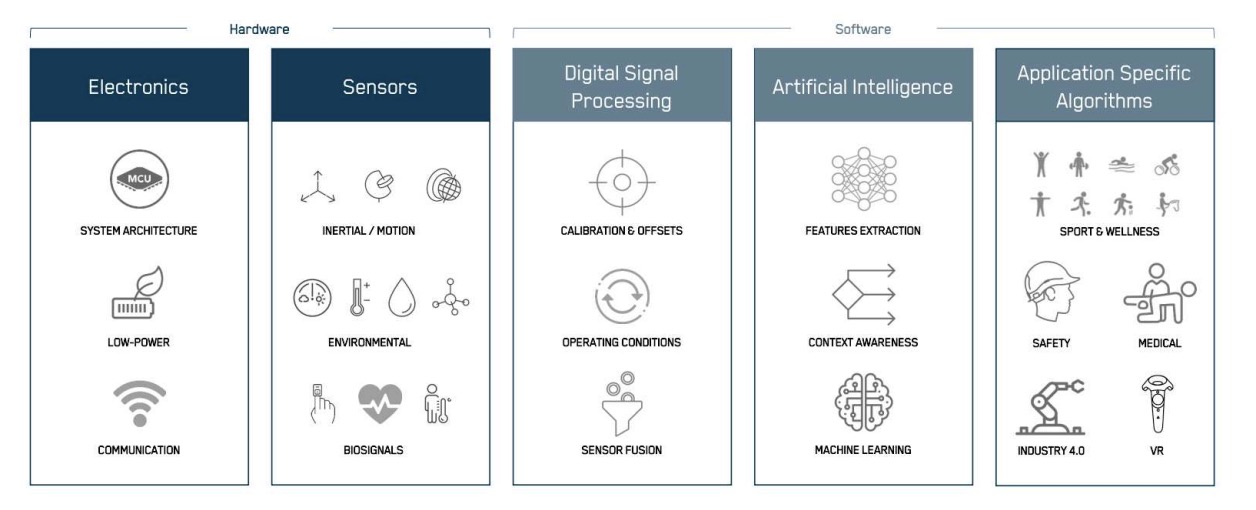 Hardware
Software
Electronics
Sensors
Digital Signal
Processing
Artificial Intelligence
Application Specific
Algorithms
MCU
SYSTEM ARCHITECTURE
LOW-POWER
COMMUNICATION
INERTIAL / MOTION
ENVIRONMENTAL
BIOSIGNALS
CALIBRATION & OFFSETS
OPERATING CONDITIONS
SENSOR FUSION
FEATURES EXTRACTION
CONTEXT AWARENESS
MACHINE LEARNING
SPORT & WELLNESS
SAFETY
MEDICAL
INDUSTRY 4.0
VR